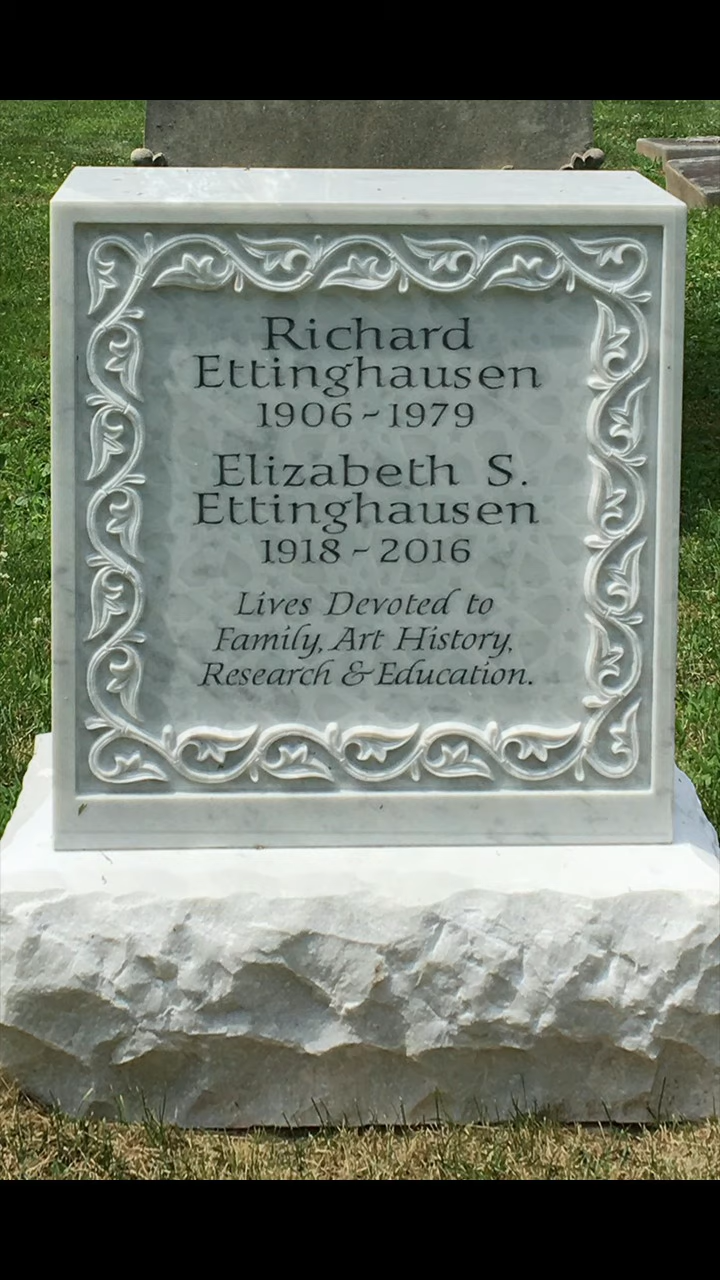 Richard
Ettinghausen
1906 ~ 1979
Elizabeth S.
Ettinghausen
1918 ~ 2016
Lives Devoted to
Family, Art History,
Research & Education.